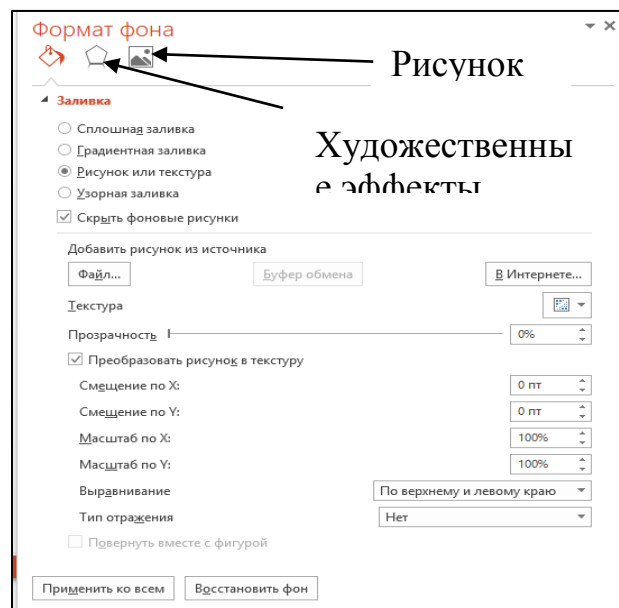 Формат фона
Рисунок
Заливка
Художественны
е эффекты
Сплошная заливка
Градиентная заливка
Рисунок или текстура
Узорная заливка
Скрыть фоновые рисунки
Добавить рисунок из источника
Файл... Буфер обмена В Интернете...
Текстура
Прозрачность 0%
Преобразовать рисунок в текстуру
Смещение по X: 0 пт
Смещение по Y: 0 пт
Масштаб по X: 100%
Масштаб по Y: 100%
Выравнивание По верхнему и левому краю
Тип отражения Нет
Повернуть вместе с фигурой
Применить ко всем Восстановить фон